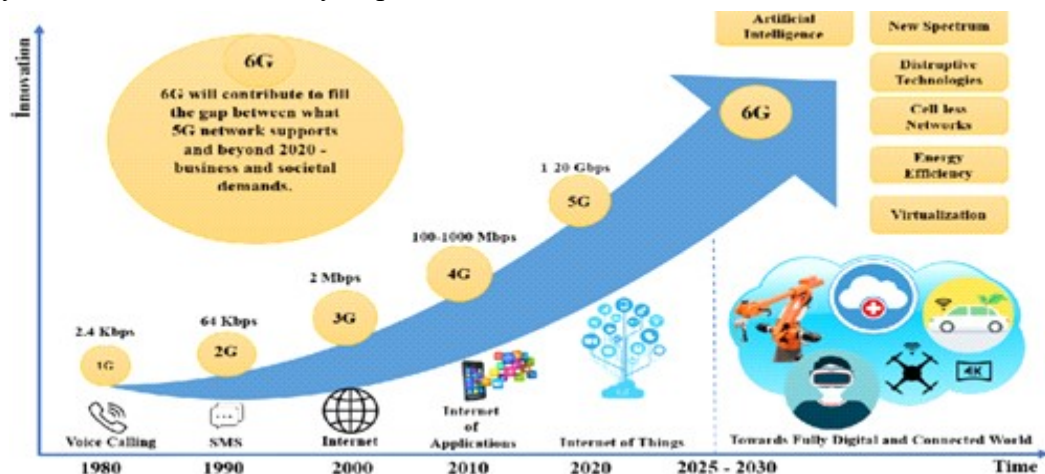 Artificial
Intelligence
New Spectrum
Distruptive
Technologies
Cell less
Networks
Energy
Efficiency
Virtualization
Innovation
6G
6G will contribute to fill
the gap between what
5G network supports
and beyond 2020 -
business and societal
demands.
6G
1 20 Gbps
5G
100-1000 Mbps
4G
2 Mbps
3G
64 Kbps
2G
2.4 Kbps
1G
4K
Voice Calling
SMS
Internet
Internet
of
Applications
Internet of Things
Towards Fully Digital and Connected World
1980
1990
2000
2010
2020
2025 - 2030
Time